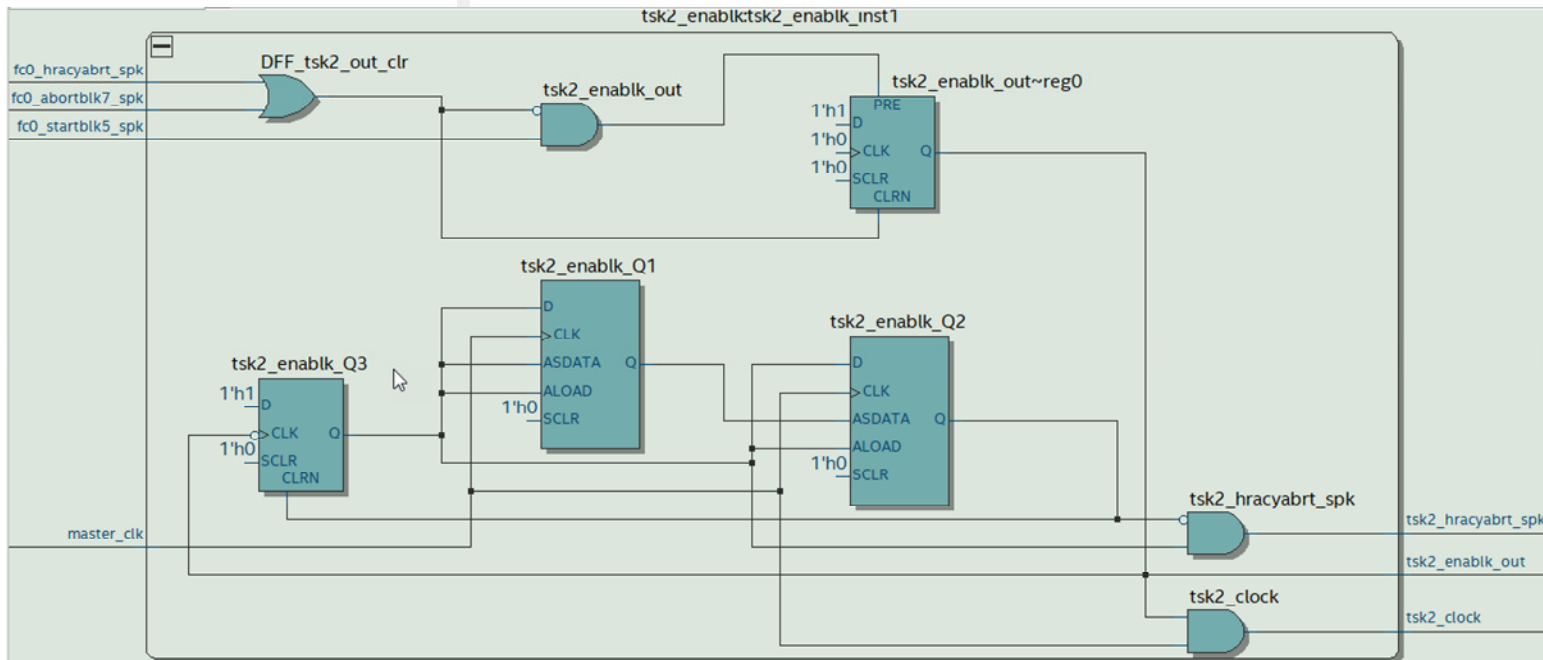 tsk2_enablk:tsk2_enablk_inst1
fc0_hracyabrt_spk
fc0_abortblk7_spk
fc0_startblk5_spk
DFF_tsk2_out_clr
tsk2_enablk_out
tsk2_enablk_out~reg0
PRE
1'h1
D
1'h0
CLK
Q
1'h0
SCLR
CLRN
tsk2_enablk_Q1
D
CLK
ASDATA
Q
ALOAD
1'h0
SCLR
tsk2_enablk_Q2
D
CLK
ASDATA
Q
ALOAD
1'h0
SCLR
tsk2_enablk_Q3
1'h1
D
CLK
Q
1'h0
SCLR
CLRN
master_clk
tsk2_hracyabrt_spk
tsk2_hracyabrt_spk
tsk2_enablk_out
tsk2_clock
tsk2_clock